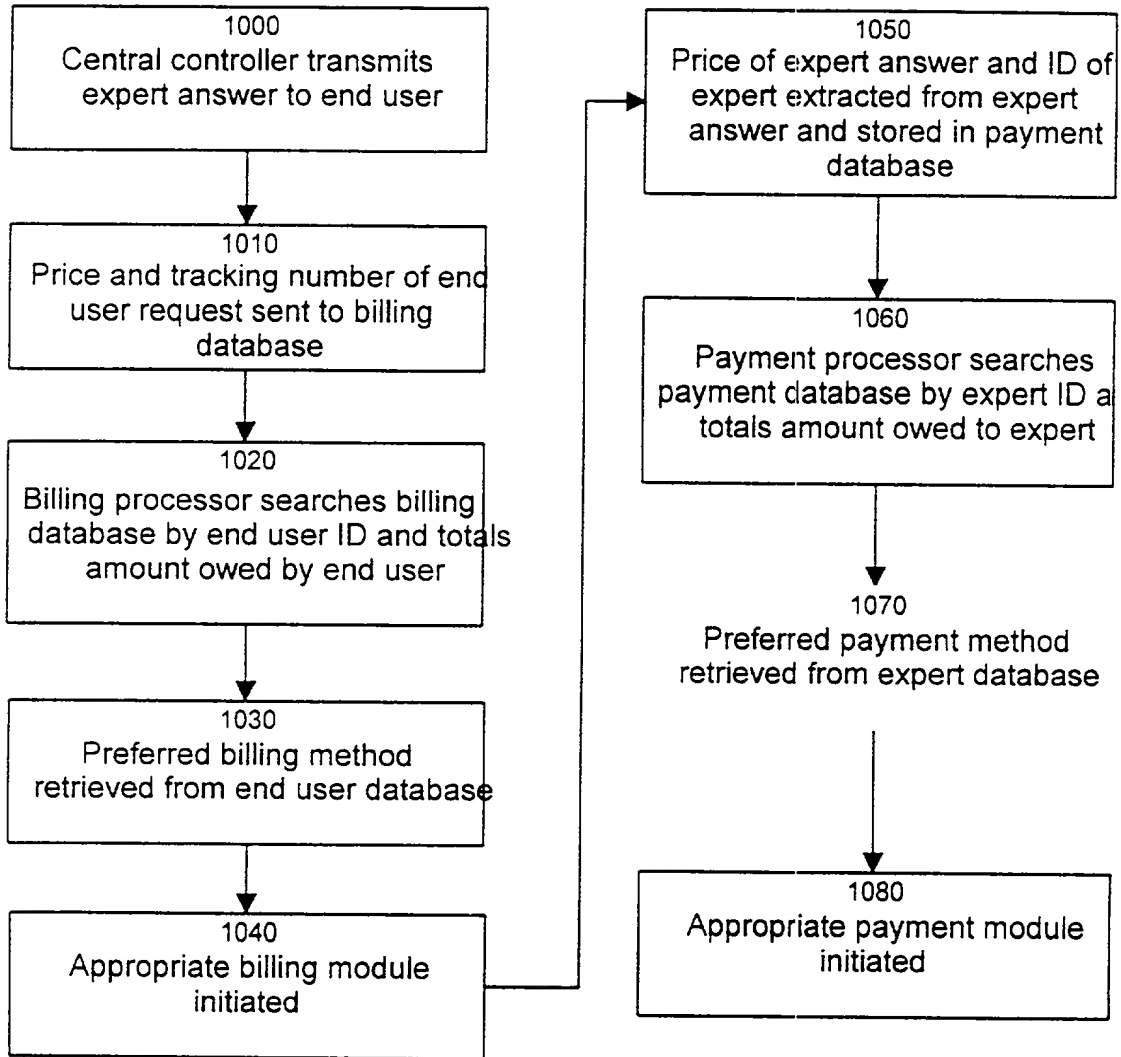 1000
Central controller transmits
expert answer to end user
1010
Price and tracking number of end
user request sent to billing
database
1020
Billing processor searches billing
database by end user ID and totals
amount owed by end user
1030
Preferred billing method
retrieved from end user database
1040
Appropriate billing module
initiated
1050
Price of expert answer and ID of
expert extracted from expert
answer and stored in payment
database
1060
Payment processor searches
payment database by expert ID a
totals amount owed to expert
1070
Preferred payment method
retrieved from expert database
1080
Appropriate payment module
initiated